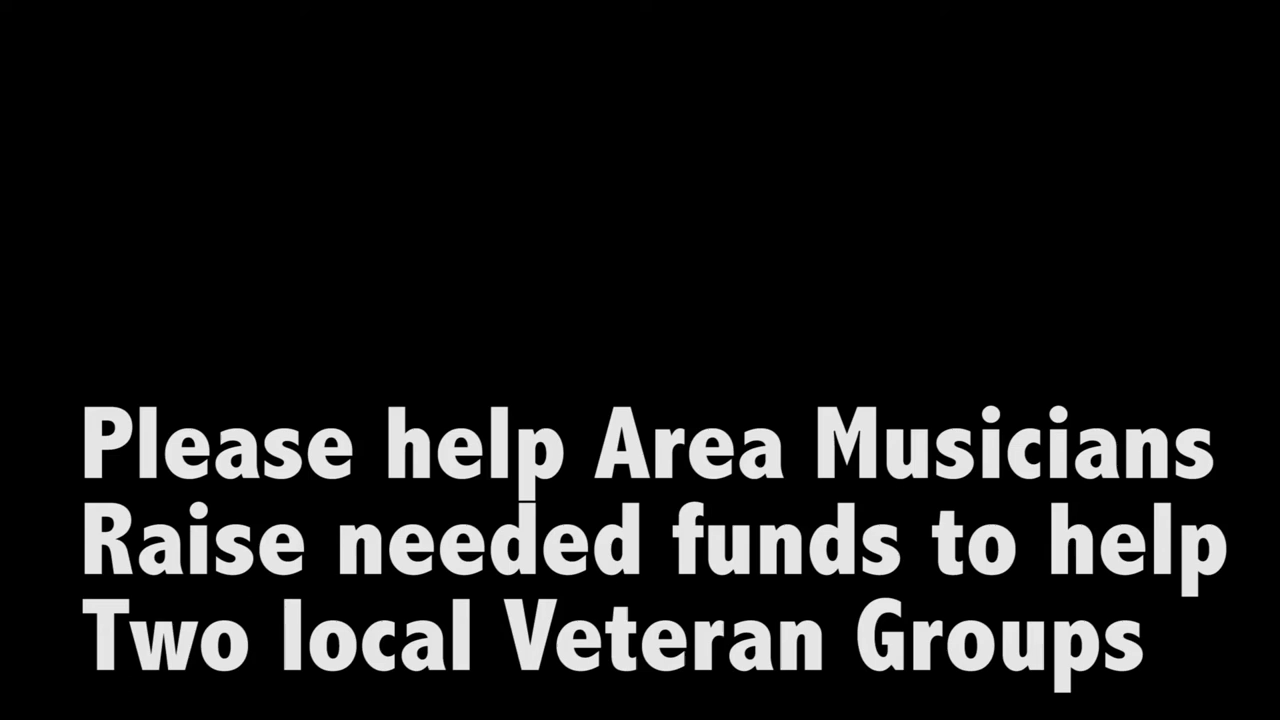 Please help Area Musicians
Raise needed funds to help
Two local Veteran Groups